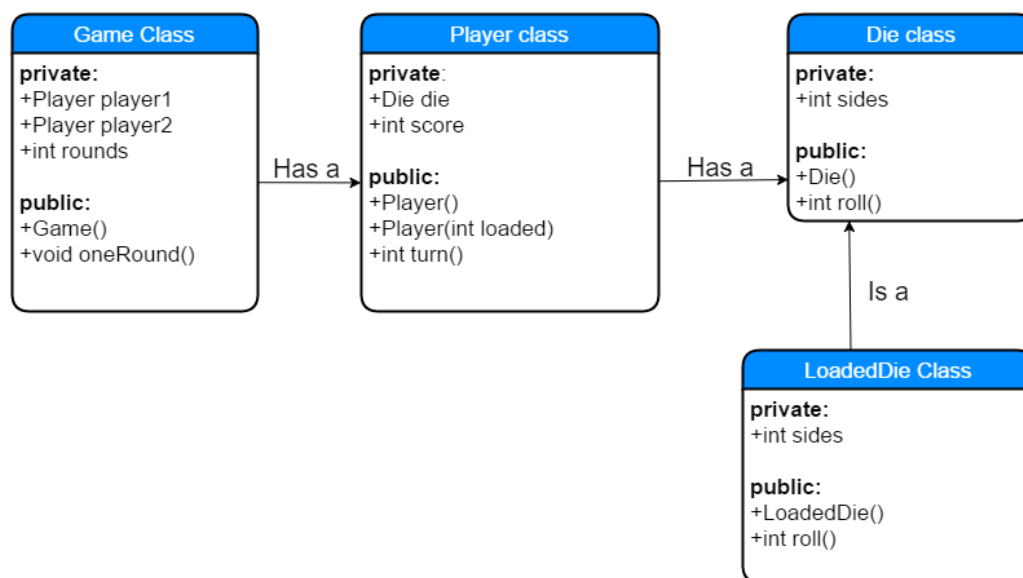 Game Class
private:
+Player player1
+Player player2
+int rounds
public:
+Game()
+void oneRound()
Has a
Player class
private:
+Die die
+int score
public:
+Player()
+Player(int loaded)
+int turn()
Has a
Die class
private:
+int sides
public:
+Die()
+int roll()
Is a
LoadedDie Class
private:
+int sides
public:
+LoadedDie()
+int roll()